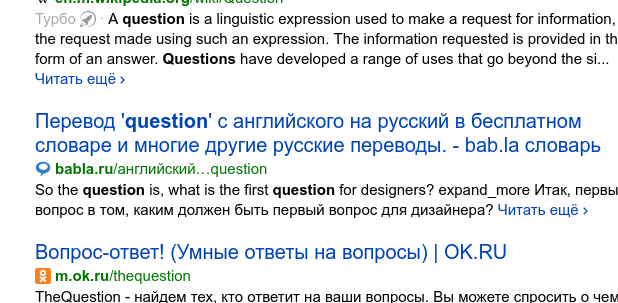 en.m.wikipedia.org/wiki/Question
Турбо · A question is a linguistic expression used to make a request for information,
the request made using such an expression. The information requested is provided in th
form of an answer. Questions have developed a range of uses that go beyond the si...
Читать ещё ›
Перевод 'question' с английского на русский в бесплатном
словаре и многие другие русские переводы. - bab.la словарь
babla.ru/английский…question
So the question is, what is the first question for designers? expand_more Итак, первы
вопрос в том, каким должен быть первый вопрос для дизайнера? Читать ещё ›
Вопрос-ответ! (Умные ответы на вопросы) | OK.RU
m.ok.ru/thequestion
TheQuestion - найдем тех, кто ответит на ваши вопросы. Вы можете спросить о чем